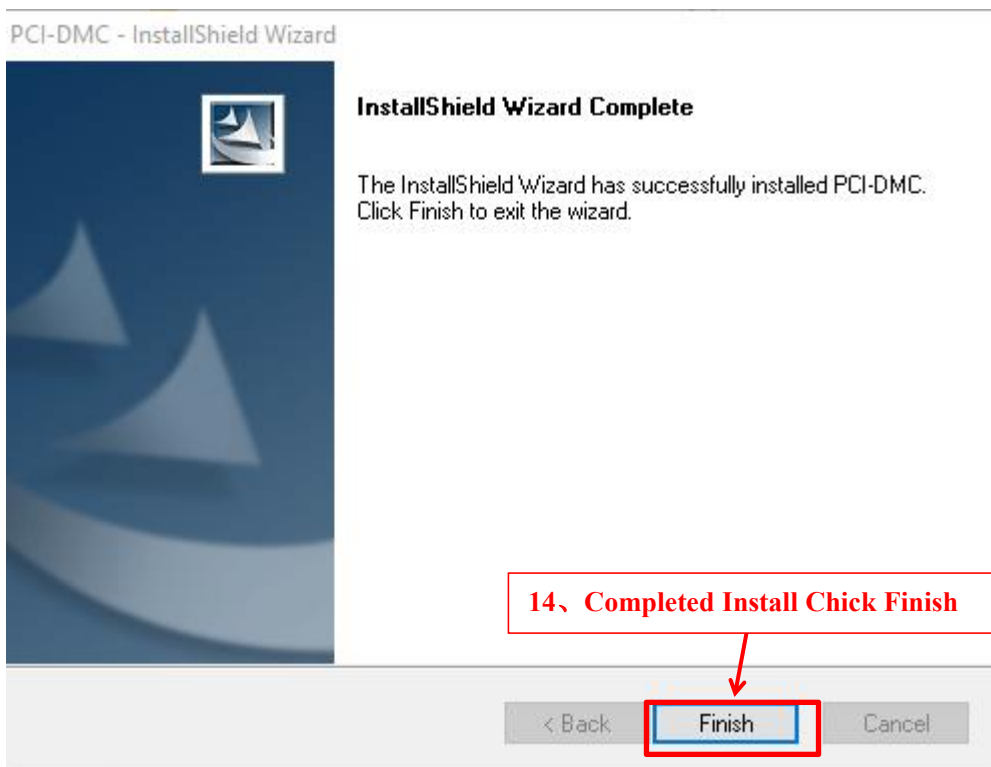 PCI-DMC - InstallShield Wizard
InstallShield Wizard Complete
The InstallShield Wizard has successfully installed PCI-DMC.
Click Finish to exit the wizard.
14、Completed Install Chick Finish
< Back
Finish
Cancel